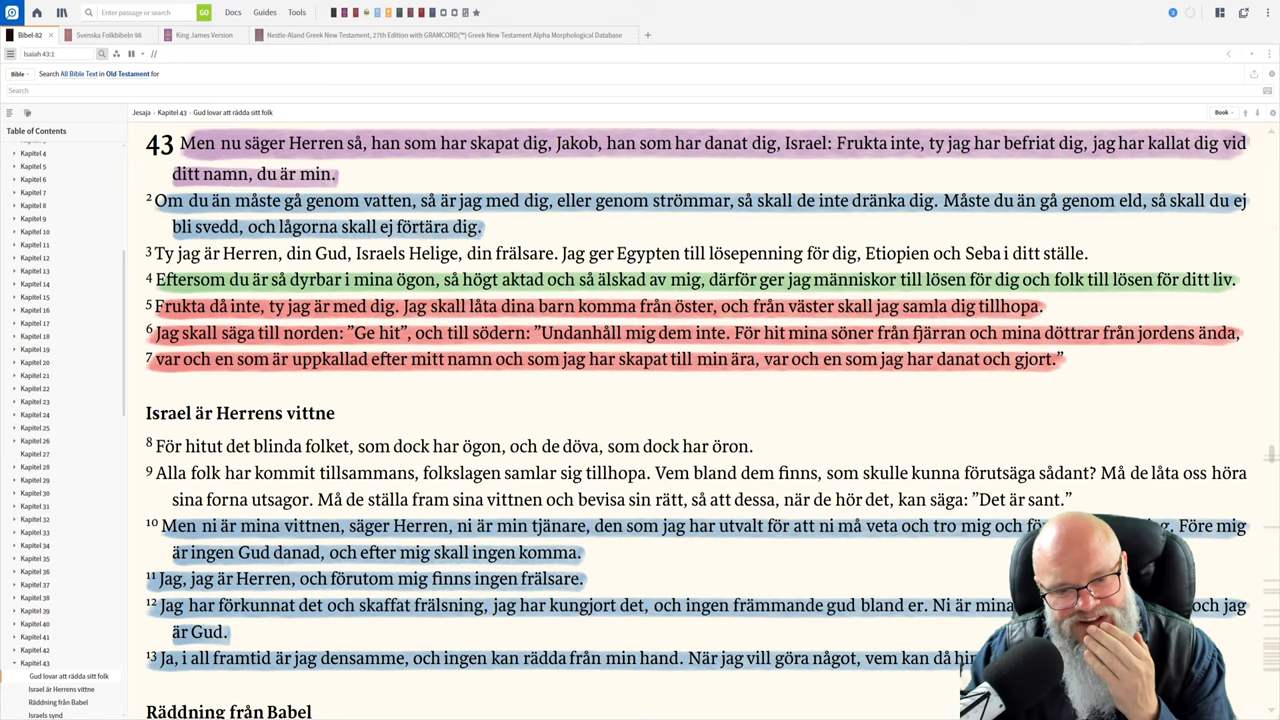 Enter passage or search
GO
Docs
Guides
Tools
2
Bibel-82
Svenska Folkbibeln 98
King James Version
Nestle-Aland Greek New Testament, 27th Edition with GRAMCORD(™) Greek New Testament Alpha Morphological Database
Isaiah 43:1
Bible
Search All Bible Text in Old Testament for
Search
Jesaja › Kapitel 43 › Gud lovar att rädda sitt folk
Book
Table of Contents
Kapitel 4
Kapitel 5
Kapitel 6
Kapitel 7
Kapitel 8
Kapitel 9
Kapitel 10
Kapitel 11
Kapitel 12
Kapitel 13
Kapitel 14
Kapitel 15
Kapitel 16
Kapitel 17
Kapitel 18
Kapitel 19
Kapitel 20
Kapitel 21
Kapitel 22
Kapitel 23
Kapitel 24
Kapitel 25
Kapitel 26
Kapitel 27
Kapitel 28
Kapitel 29
Kapitel 30
Kapitel 31
Kapitel 32
Kapitel 33
Kapitel 34
Kapitel 35
Kapitel 36
Kapitel 37
Kapitel 38
Kapitel 39
Kapitel 40
Kapitel 41
Kapitel 42
Kapitel 43
Gud lovar att rädda sitt folk
Israel är Herrens vittne
Räddning från Babel
Israels synd
43 Men nu säger Herren så, han som har skapat dig, Jakob, han som har danat dig, Israel: Frukta inte, ty jag har befriat dig, jag har kallat dig vid
ditt namn, du är min.
2 Om du än måste gå genom vatten, så är jag med dig, eller genom strömmar, så skall de inte dränka dig. Måste du än gå genom eld, så skall du ej
bli svedd, och lågorna skall ej förtära dig.
3 Ty jag är Herren, din Gud, Israels Helige, din frälsare. Jag ger Egypten till lösepenning för dig, Etiopien och Seba i ditt ställe.
4 Eftersom du är så dyrbar i mina ögon, så högt aktad och så älskad av mig, därför ger jag människor till lösen för dig och folk till lösen för ditt liv.
5 Frukta då inte, ty jag är med dig. Jag skall låta dina barn komma från öster, och från väster skall jag samla dig tillhopa.
6 Jag skall säga till norden: ”Ge hit”, och till södern: ”Undanhåll mig dem inte. För hit mina söner från fjärran och mina döttrar från jordens ända,
7 var och en som är uppkallad efter mitt namn och som jag har skapat till min ära, var och en som jag har danat och gjort.”
Israel är Herrens vittne
8 För hit ut det blinda folket, som dock har ögon, och de döva, som dock har öron.
9 Alla folk har kommit tillsammans, folkslagen samlar sig tillhopa. Vem bland dem finns, som skulle kunna förutsäga sådant? Må de låta oss höra
sina forna utsagor. Må de ställa fram sina vittnen och bevisa sin rätt, så att dessa, när de hör det, kan säga: ”Det är sant.”
10 Men ni är mina vittnen, säger Herren, ni är min tjänare, den som jag har utvalt för att ni må veta och tro mig och Före mig
är ingen Gud danad, och efter mig skall ingen komma.
11 Jag, jag är Herren, och förutom mig finns ingen frälsare.
12 Jag har förkunnat det och skaffat frälsning, jag har kungjort det, och ingen främmande gud bland er. Ni är mina och jag
är Gud.
13 Ja, i all framtid är jag densamme, och ingen kan rädda från min hand. När jag vill göra något, vem kan då
Räddning från Babel